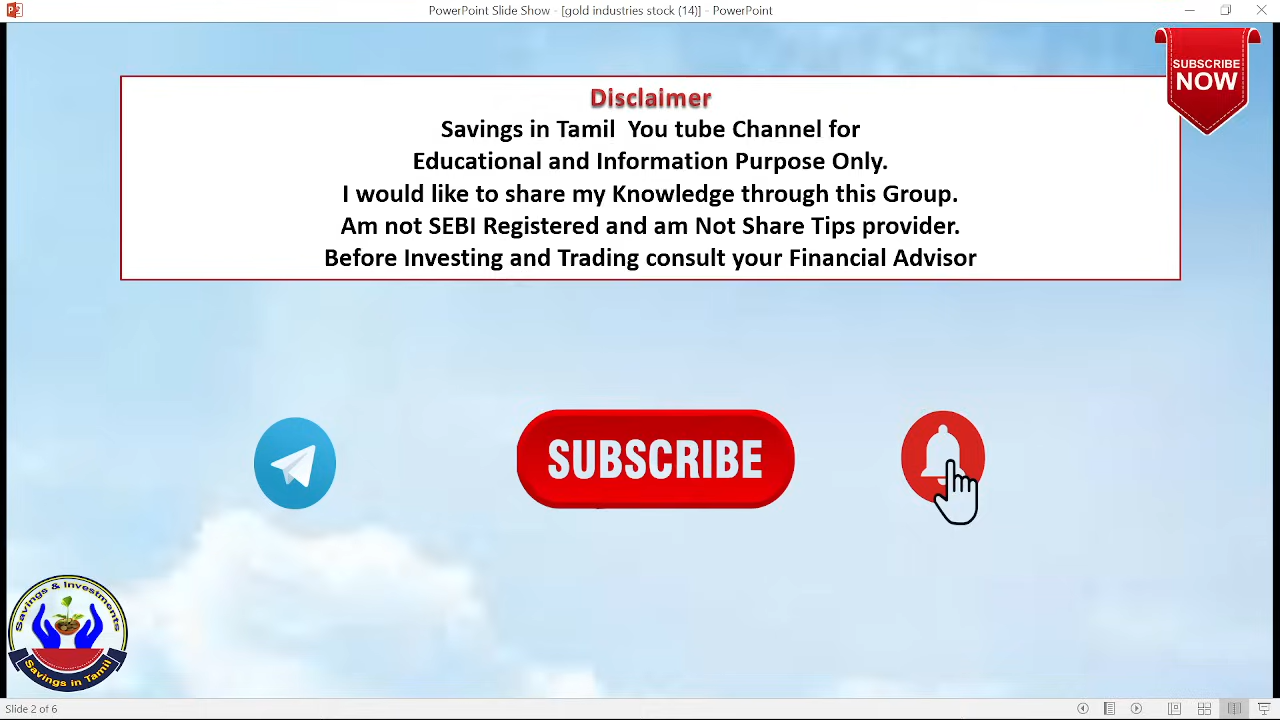 PowerPoint Slide Show - [gold industries stock (14)] - PowerPoint
SUBSCRIBE
NOW
Disclaimer
Savings in Tamil  You tube Channel for
Educational and Information Purpose Only.
I would like to share my Knowledge through this Group.
Am not SEBI Registered and am Not Share Tips provider.
Before Investing and Trading consult your Financial Advisor
SUBSCRIBE
Savings & Investments
Savings in Tamil
Slide 2 of 6